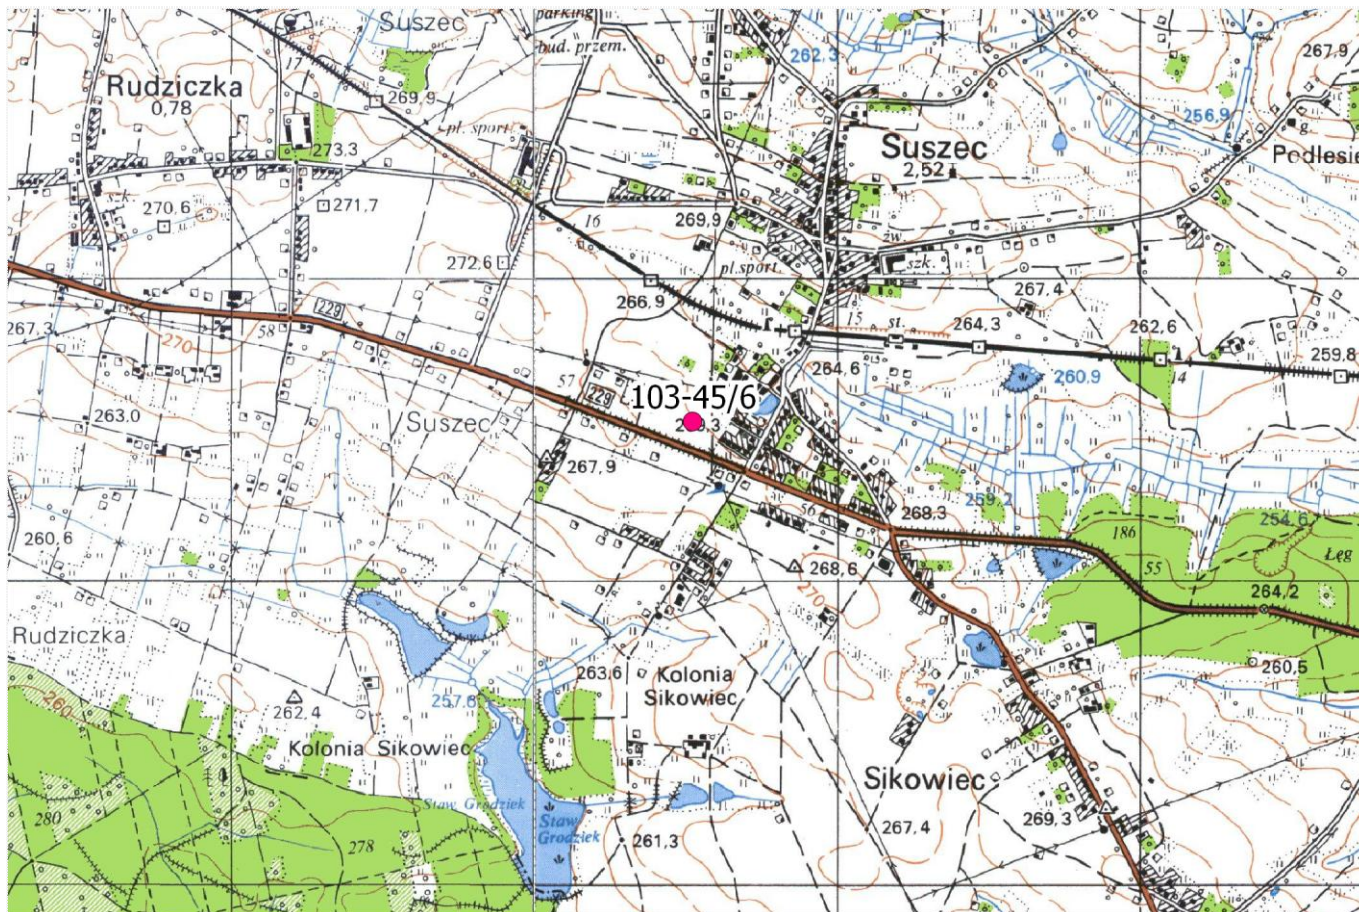 Suszec
parking
bud. przem.
262,3
267,9
17
Rudziczka
0,78
269,9
pl. sport
256,9
g
Suszec
2,52
Podlesie
273,3
szk.
270,6
271,7
16
269,9
żw
szk.
272,6
pl.sport
267,4
266,9
229
267,3
270
58
15
st.
264,3
262,6
259,8
264,6
260,9
14
57
229
103-45/6
263,0
Suszec
267,9
259,2
56
268,3
254,6
260,6
186
Łęg
268,6
270
55
264,2
Rudziczka
263,6
260,5
Kolonia
Sikowiec
260
262,4
257,8
Kolonia Sikowiec
Sikowiec
Staw Grodziek
Staw
Grodziek
280
278
261,3
267,4
269,3